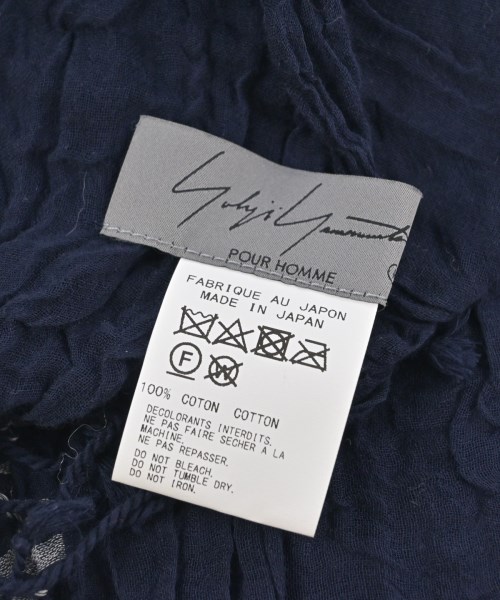 Yohji Yamamoto
POUR HOMME
FABRIQUE AU JAPON
MADE IN JAPAN
F
W
100% COTON COTTON
DECOLORANTS INTERDITS.
NE PAS FAIRE SECHER A LA
MACHINE.
NE PAS REPASSER.
DO NOT BLEACH.
DO NOT TUMBLE DRY.
DO NOT IRON.